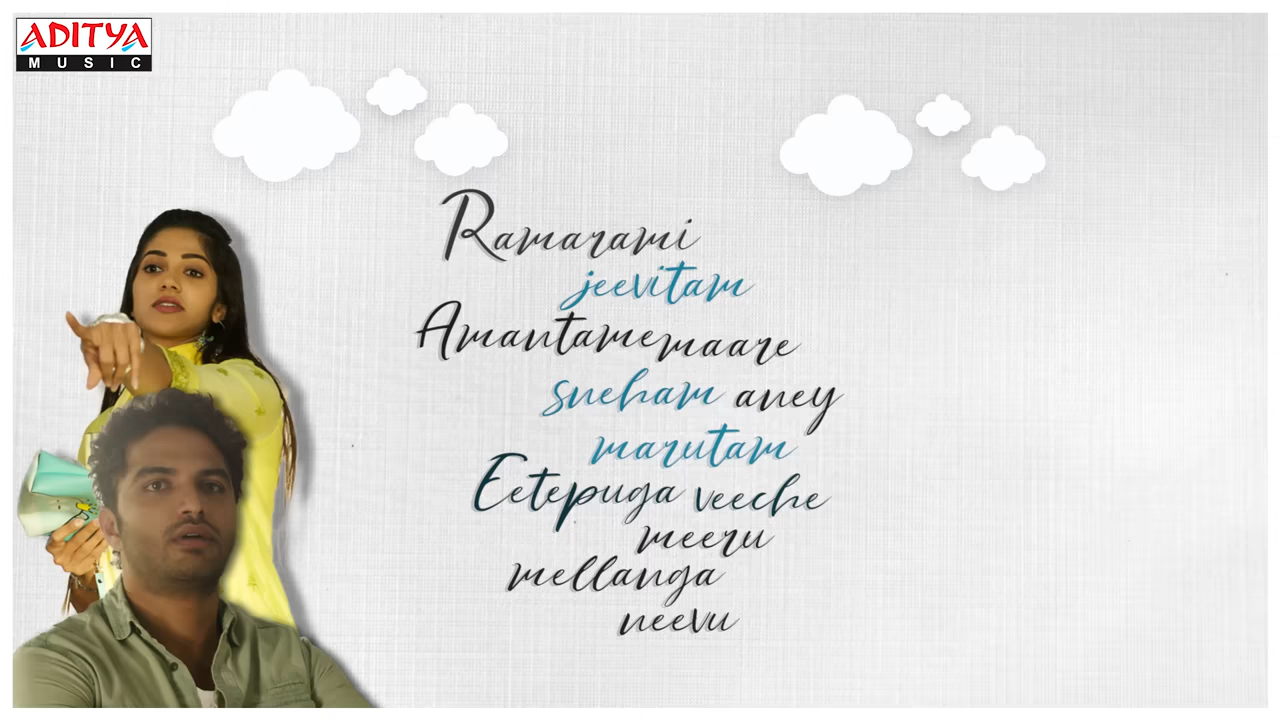 ADITYA
MUSIC
Ramarami
jeevitam
Amantamemaare
sneham aney
marutam
Eetepuga veeche
meeru
mellanga
neevu